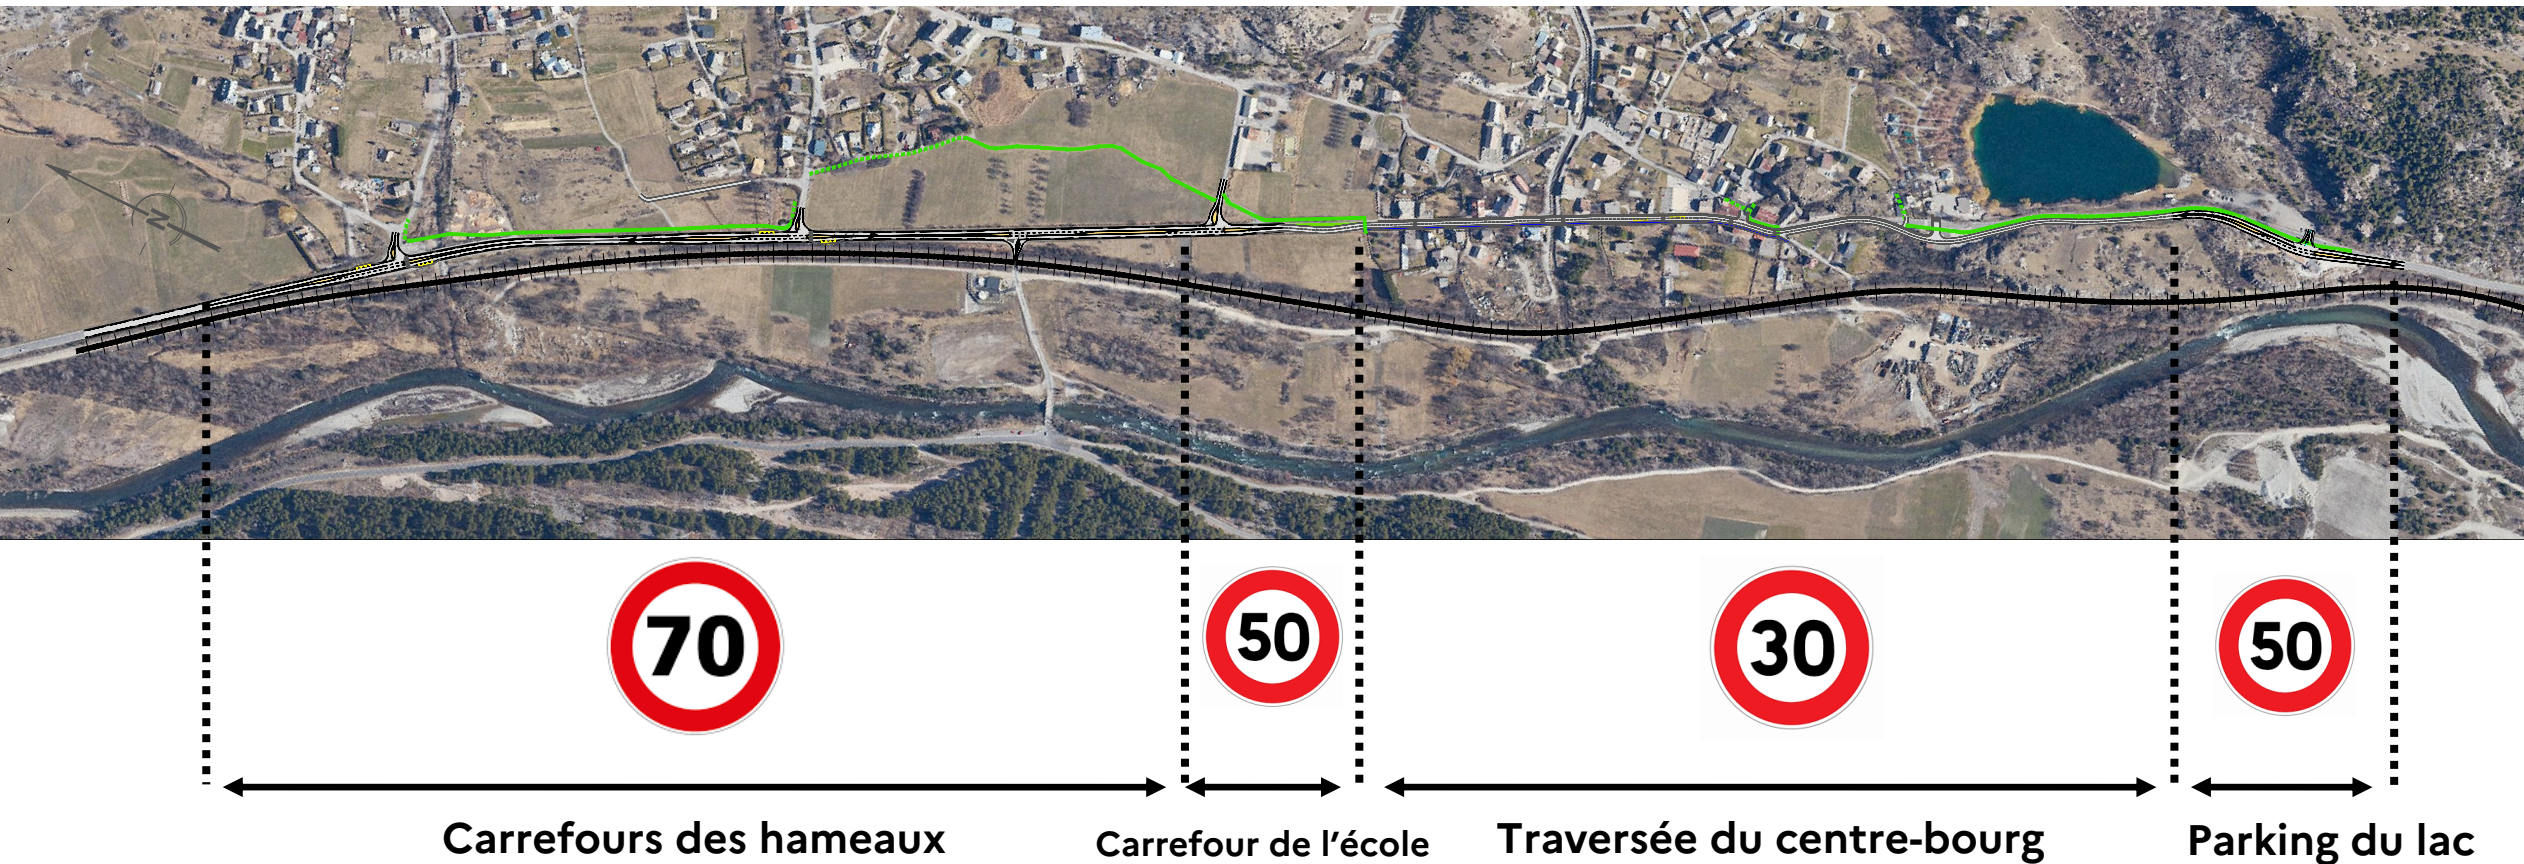 N
70
50
30
50
Carrefours des hameaux
Carrefour de l'école
Traversée du centre-bourg
Parking du lac